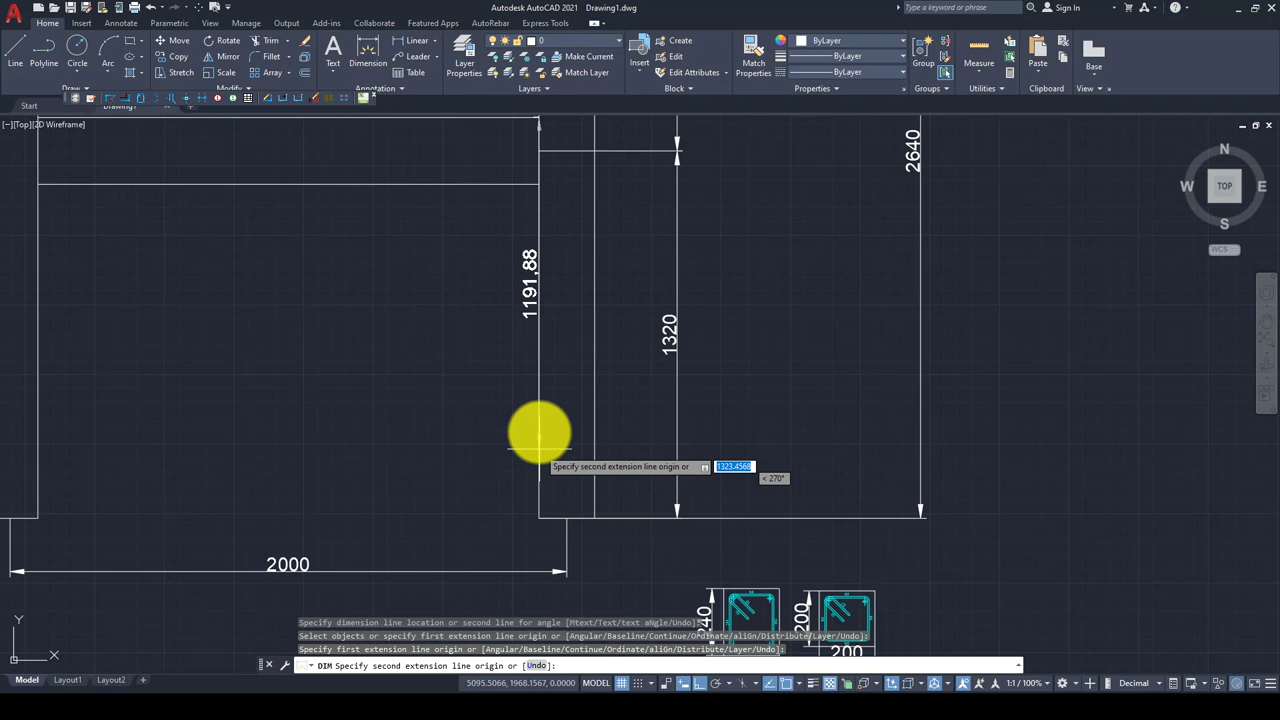 Autodesk AutoCAD 2021 Drawing1.dwg
Type a keyword or phrase
Sign In
Home Insert Annotate Parametric View Manage Output Add-ins Collaborate Featured Apps AutoRebar Express Tools
Line
Polyline
Circle
Arc
Move
Rotate
Trim
Copy
Mirror
Fillet
Stretch
Scale
Array
Text
Dimension
Linear
Leader
Table
Layer
Properties
0
Make Current
Match Layer
Insert
Create
Edit
Edit Attributes
Match
Properties
ByLayer
ByLayer
ByLayer
Group
Measure
Paste
Base
Modify
Annotation
Layers
Block
Properties
Groups
Utilities
Clipboard
View
Start
Drawing1
[−][Top][2D Wireframe]
2640
N
W
TOP
E
S
WCS
1191,88
1320
Specify second extension line origin or
1323.4568
< 270°
2000
240
200
200
Y
X
Specify dimension line location or second line for angle [Mtext/Text/text aNgle/Undo]:
Select objects or specify first extension line origin or [Angular/Baseline/Continue/Ordinate/aliGn/Distribute/Layer/Undo]:
Specify first extension line origin or [Angular/Baseline/Continue/Ordinate/aliGn/Distribute/Layer/Undo]:
DIM Specify second extension line origin or [Undo]:
Model Layout1 Layout2
5095.5066, 1968.1567, 0.0000 MODEL
1:1 / 100%
Decimal